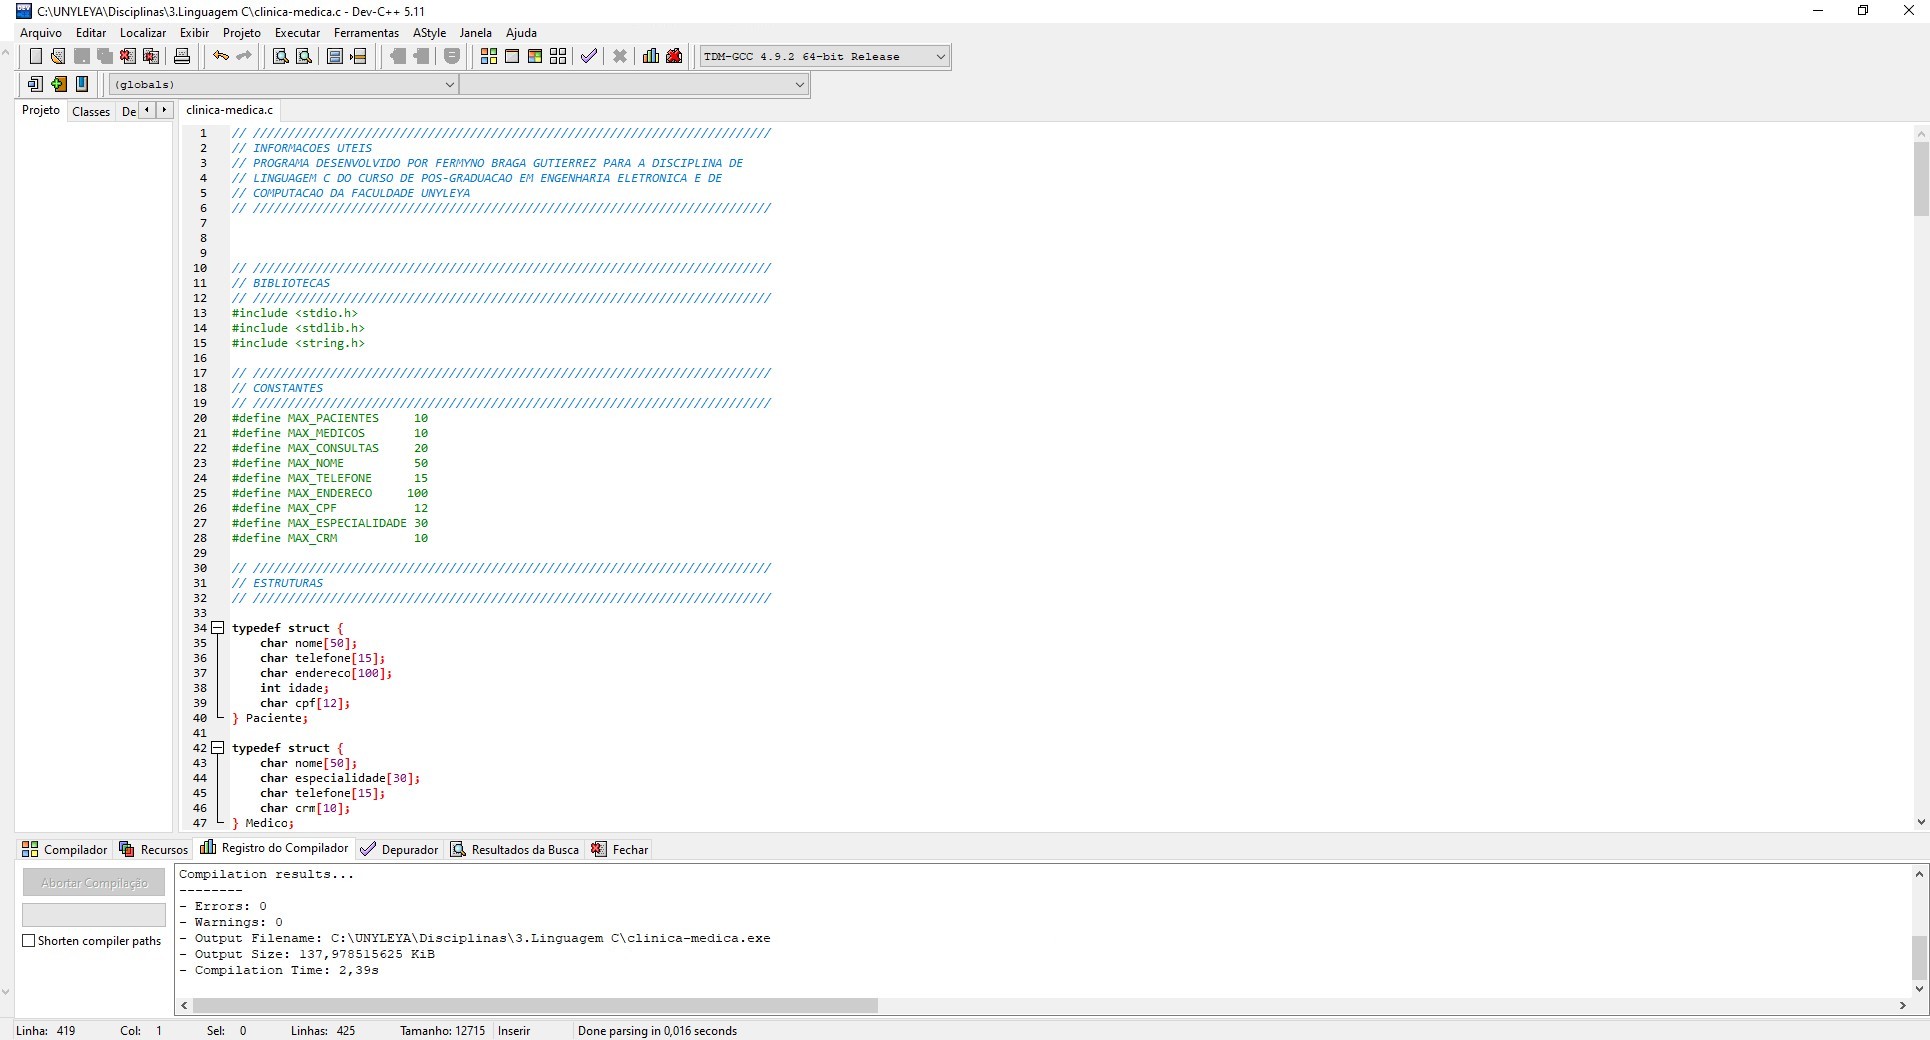 C:\UNYLEYA\Disciplinas\3.Linguagem C\clinica-medica.c - Dev-C++ 5.11
Arquivo Editar Localizar Exibir Projeto Executar Ferramentas AStyle Janela Ajuda
TDM-GCC 4.9.2 64-bit Release
(globals)
Projeto Classes De clinica-medica.c
1 // //////////////////////////////////////////////////////////////////////////
2 // INFORMACOES UTEIS
3 // PROGRAMA DESENVOLVIDO POR FERMYNO BRAGA GUTIERREZ PARA A DISCIPLINA DE
4 // LINGUAGEM C DO CURSO DE POS-GRADUACAO EM ENGENHARIA ELETRONICA E DE
5 // COMPUTACAO DA FACULDADE UNYLEYA
6 // //////////////////////////////////////////////////////////////////////////
7
8
9
10 // //////////////////////////////////////////////////////////////////////////
11 // BIBLIOTECAS
12 // //////////////////////////////////////////////////////////////////////////
13 #include <stdio.h>
14 #include <stdlib.h>
15 #include <string.h>
16
17 // //////////////////////////////////////////////////////////////////////////
18 // CONSTANTES
19 // //////////////////////////////////////////////////////////////////////////
20 #define MAX_PACIENTES     10
21 #define MAX_MEDICOS       10
22 #define MAX_CONSULTAS     20
23 #define MAX_NOME          50
24 #define MAX_TELEFONE      15
25 #define MAX_ENDERECO     100
26 #define MAX_CPF           12
27 #define MAX_ESPECIALIDADE 30
28 #define MAX_CRM           10
29
30 // //////////////////////////////////////////////////////////////////////////
31 // ESTRUTURAS
32 // //////////////////////////////////////////////////////////////////////////
33
34 typedef struct {
35     char nome[50];
36     char telefone[15];
37     char endereco[100];
38     int idade;
39     char cpf[12];
40 } Paciente;
41
42 typedef struct {
43     char nome[50];
44     char especialidade[30];
45     char telefone[15];
46     char crm[10];
47 } Medico;
Compilador Recursos Registro do Compilador Depurador Resultados da Busca Fechar
Abortar Compilação
Shorten compiler paths
Compilation results...
--------
- Errors: 0
- Warnings: 0
- Output Filename: C:\UNYLEYA\Disciplinas\3.Linguagem C\clinica-medica.exe
- Output Size: 137,978515625 KiB
- Compilation Time: 2,39s
Linha: 419 Col: 1 Sel: 0 Linhas: 425 Tamanho: 12715 Inserir Done parsing in 0,016 seconds